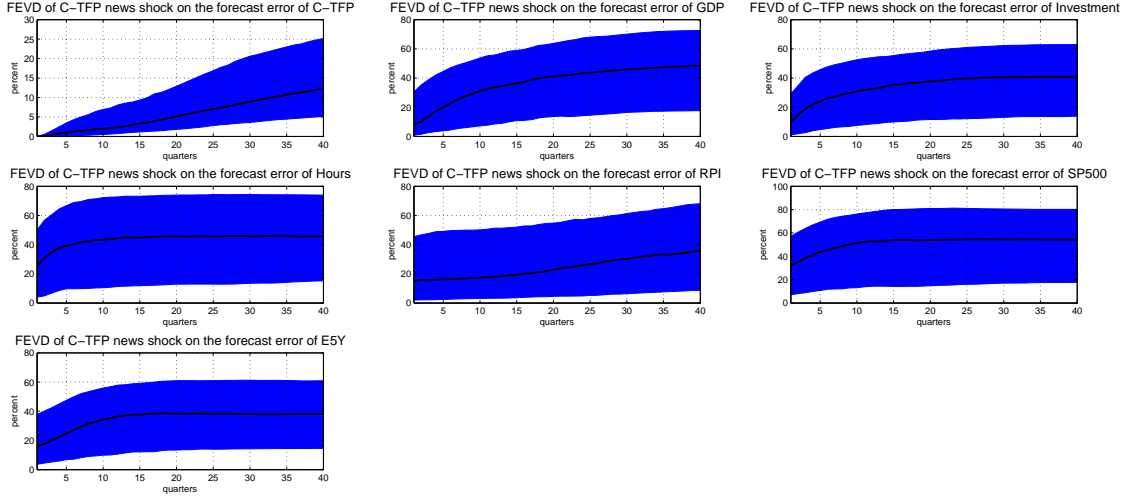 FEVD of C−TFP news shock on the forecast error of C−TFP
30
25
20
15
10
5
0
percent
5 10 15 20 25 30 35 40
quarters
FEVD of C−TFP news shock on the forecast error of GDP
80
60
40
20
0
percent
5 10 15 20 25 30 35 40
quarters
FEVD of C−TFP news shock on the forecast error of Investment
80
60
40
20
0
percent
5 10 15 20 25 30 35 40
quarters
FEVD of C−TFP news shock on the forecast error of Hours
80
60
40
20
0
percent
5 10 15 20 25 30 35 40
quarters
FEVD of C−TFP news shock on the forecast error of RPI
80
60
40
20
0
percent
5 10 15 20 25 30 35 40
quarters
FEVD of C−TFP news shock on the forecast error of SP500
100
80
60
40
20
0
percent
5 10 15 20 25 30 35 40
quarters
FEVD of C−TFP news shock on the forecast error of E5Y
80
60
40
20
0
percent
5 10 15 20 25 30 35 40
quarters